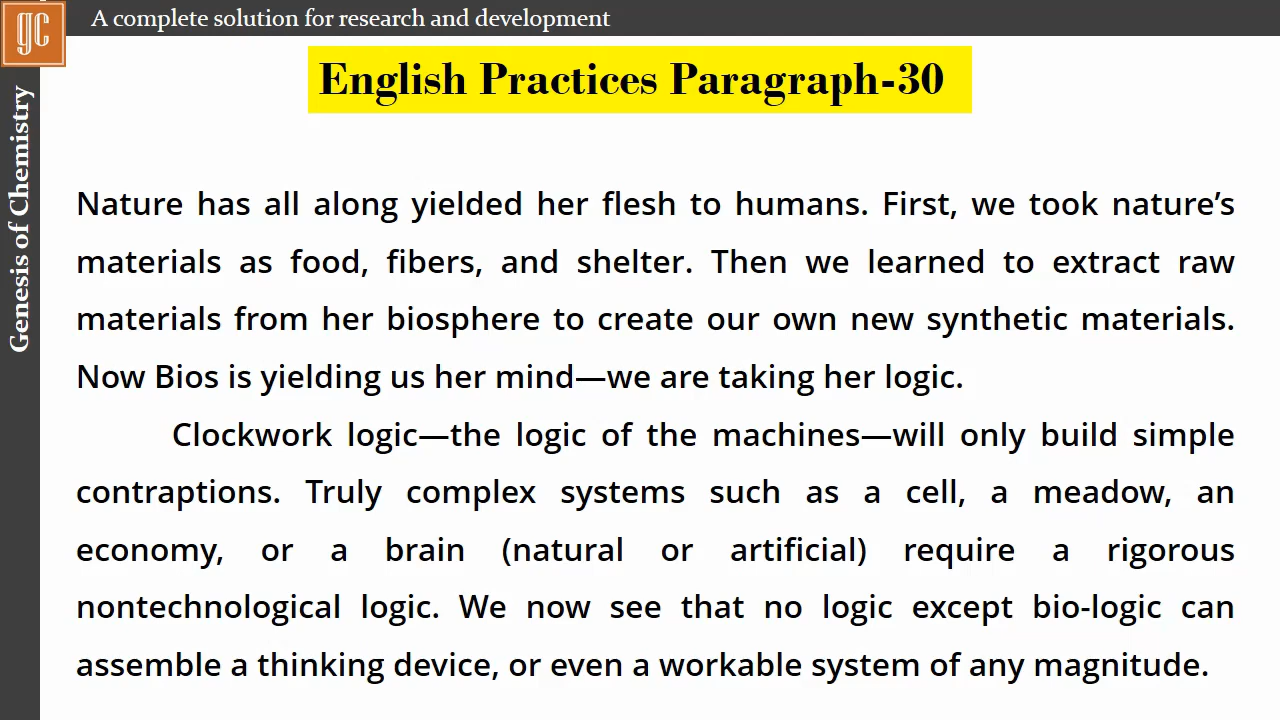 gc
A complete solution for research and development
English Practices Paragraph-30
Genesis of Chemistry
Nature has all along yielded her flesh to humans. First, we took nature’s
materials as food, fibers, and shelter. Then we learned to extract raw
materials from her biosphere to create our own new synthetic materials.
Now Bios is yielding us her mind—we are taking her logic.
Clockwork logic—the logic of the machines—will only build simple
contraptions. Truly complex systems such as a cell, a meadow, an
economy, or a brain (natural or artificial) require a rigorous
nontechnological logic. We now see that no logic except bio-logic can
assemble a thinking device, or even a workable system of any magnitude.